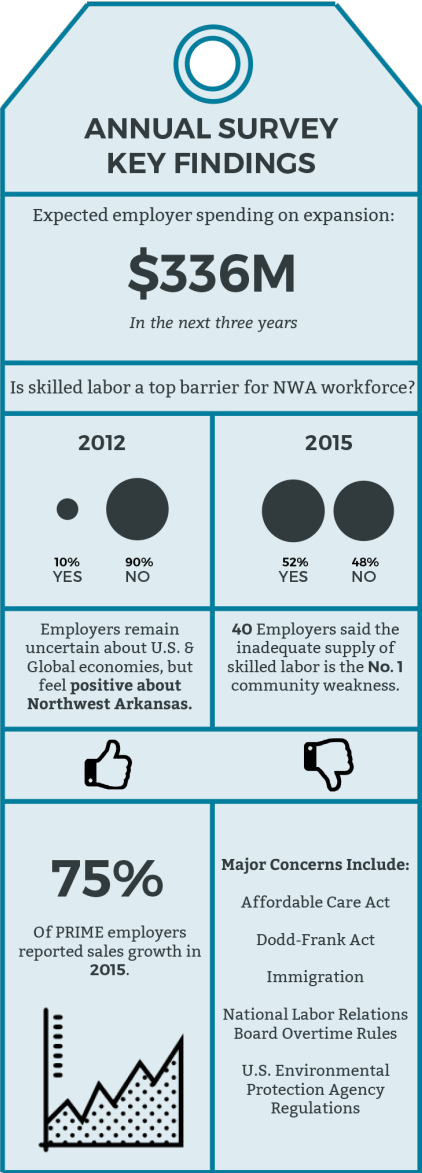 ANNUAL SURVEY
KEY FINDINGS
Expected employer spending on expansion:
$336M
In the next three years
Is skilled labor a top barrier for NWA workforce?
2012
10%
YES
90%
NO
2015
52%
YES
48%
NO
Employers remain
uncertain about U.S. &
Global economies, but
feel positive about
Northwest Arkansas.
40 Employers said the
inadequate supply of
skilled labor is the No. 1
community weakness.
75%
Of PRIME employers
reported sales growth in
2015.
Major Concerns Include:
Affordable Care Act
Dodd-Frank Act
Immigration
National Labor Relations
Board Overtime Rules
U.S. Environmental
Protection Agency
Regulations